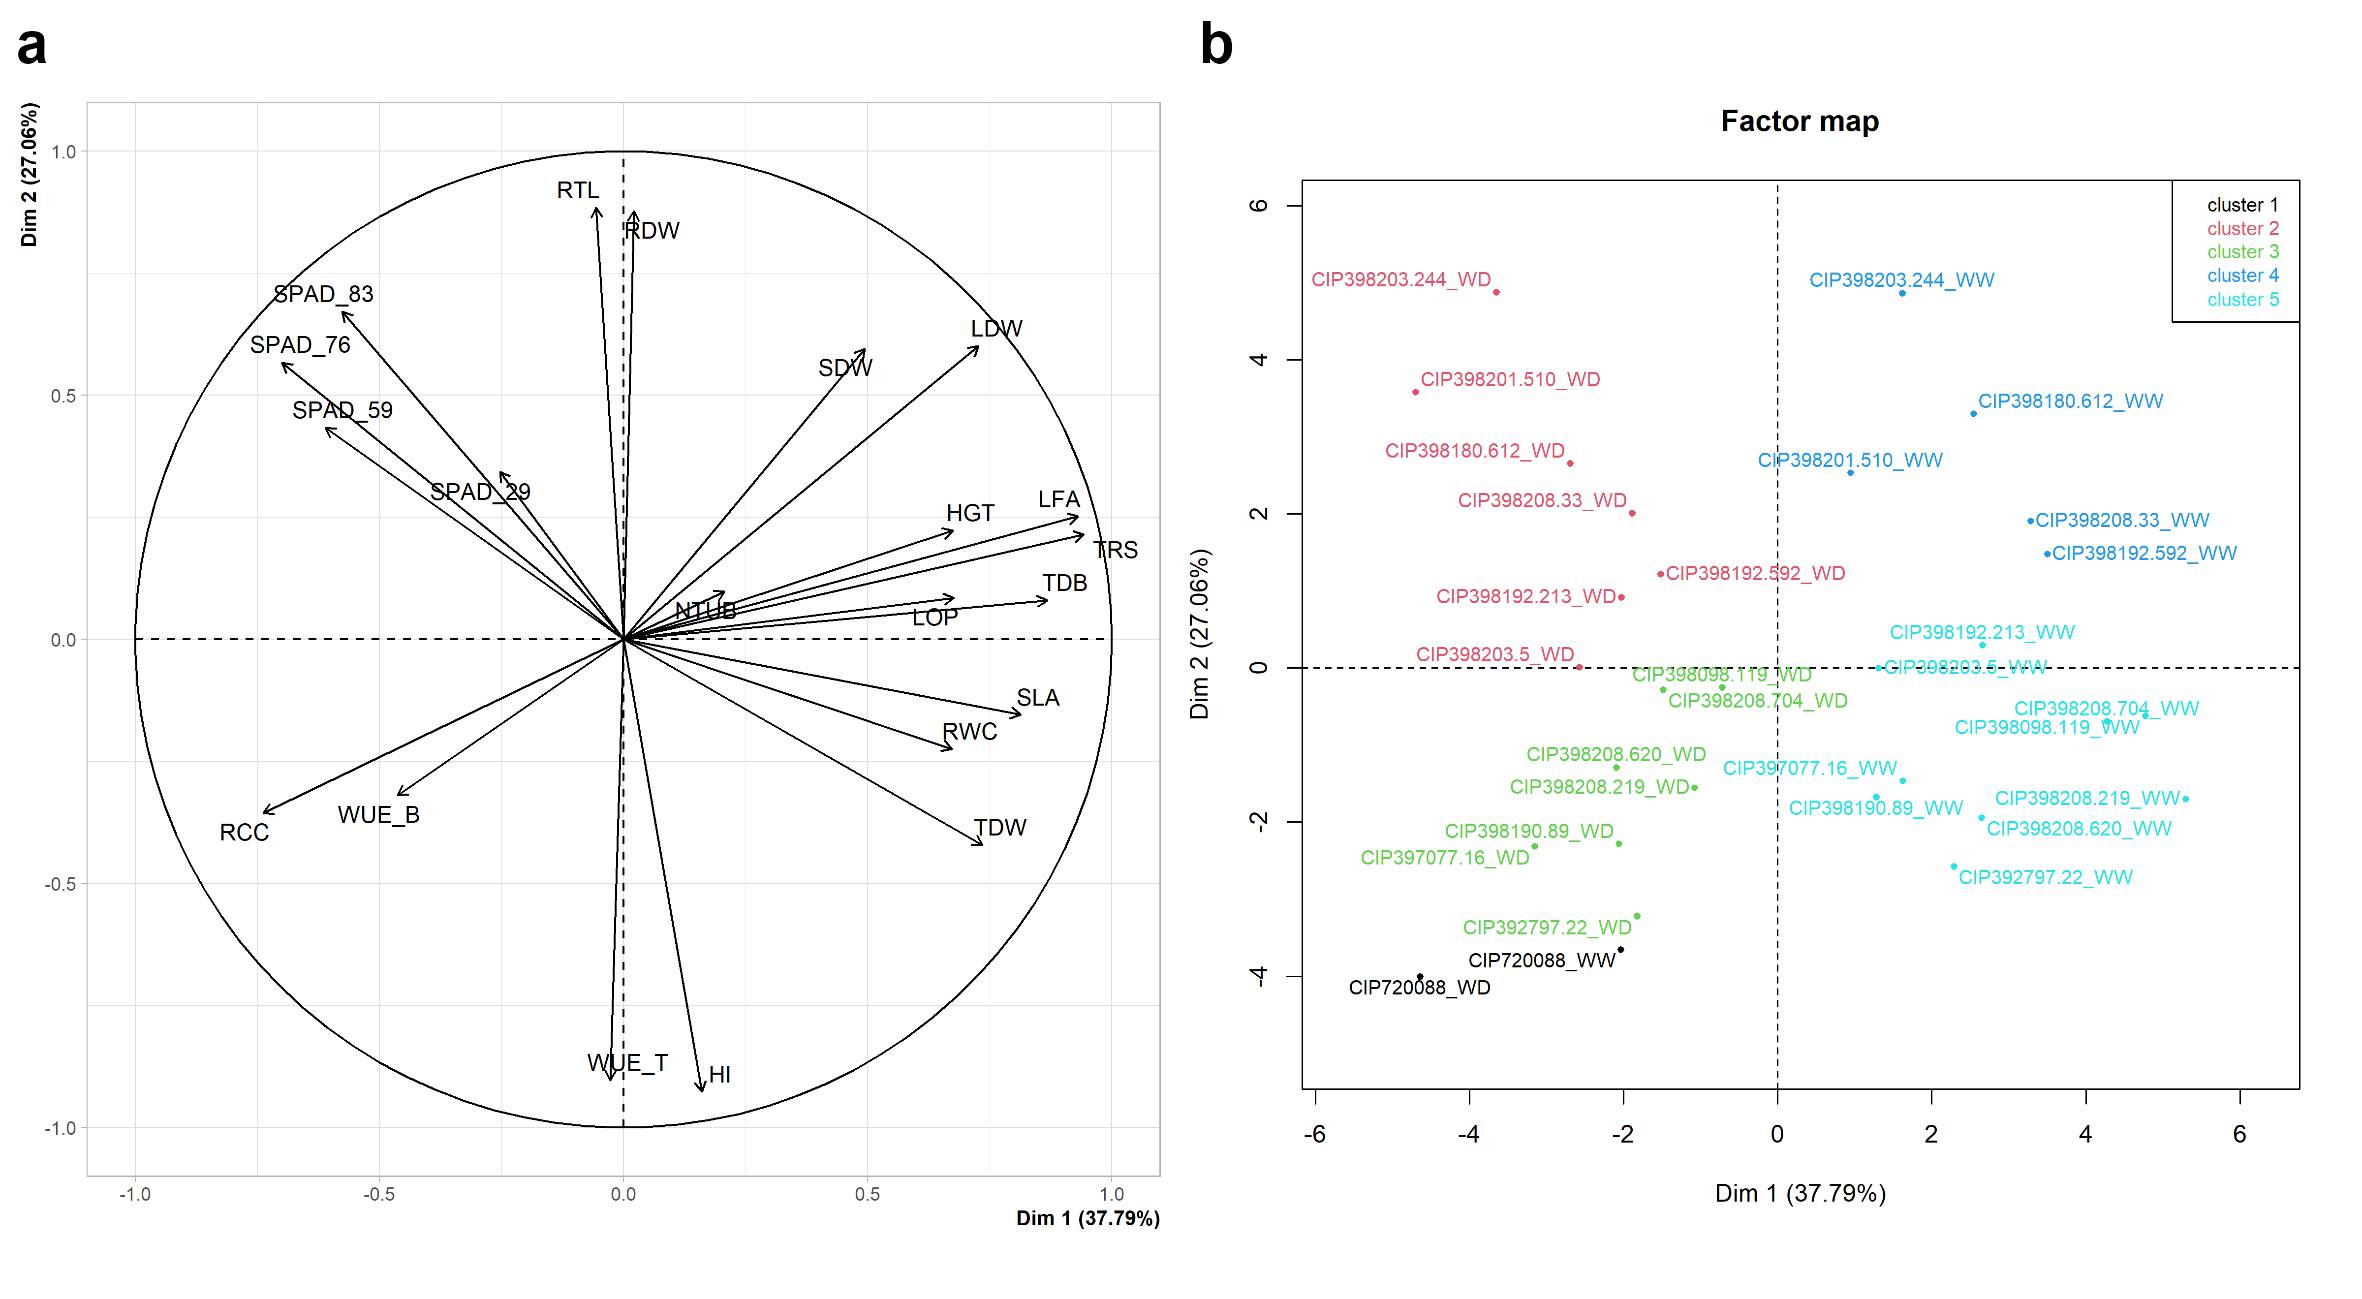 a
Dim 2 (27.06%)
1.0
0.5
0.0
-0.5
-1.0
RTL
RDW
SPAD_83
SPAD_76
SPAD_59
SPAD_29
SDW
LDW
HGT
LFA
TRS
TDB
NTUB
LOP
SLA
RWC
TDW
RCC
WUE_B
WUE_T
HI
-1.0
-0.5
0.0
0.5
1.0
Dim 1 (37.79%)
b
Factor map
cluster 1
cluster 2
cluster 3
cluster 4
cluster 5
Dim 2 (27.06%)
6
4
2
0
-2
-4
CIP398203.244_WD
CIP398203.244_WW
CIP398201.510_WD
CIP398180.612_WW
CIP398180.612_WD
CIP398201.510_WW
CIP398208.33_WD
CIP398208.33_WW
CIP398192.592_WW
CIP398192.592_WD
CIP398192.213_WD
CIP398192.213_WW
CIP398203.5_WD
CIP398203.5_WW
CIP398098.119_WD
CIP398208.704_WD
CIP398208.704_WW
CIP398098.119_WW
CIP398208.620_WD
CIP397077.16_WW
CIP398208.219_WD
CIP398208.219_WW
CIP398190.89_WW
CIP398208.620_WW
CIP398190.89_WD
CIP397077.16_WD
CIP392797.22_WW
CIP392797.22_WD
CIP720088_WW
CIP720088_WD
-6
-4
-2
0
2
4
6
Dim 1 (37.79%)